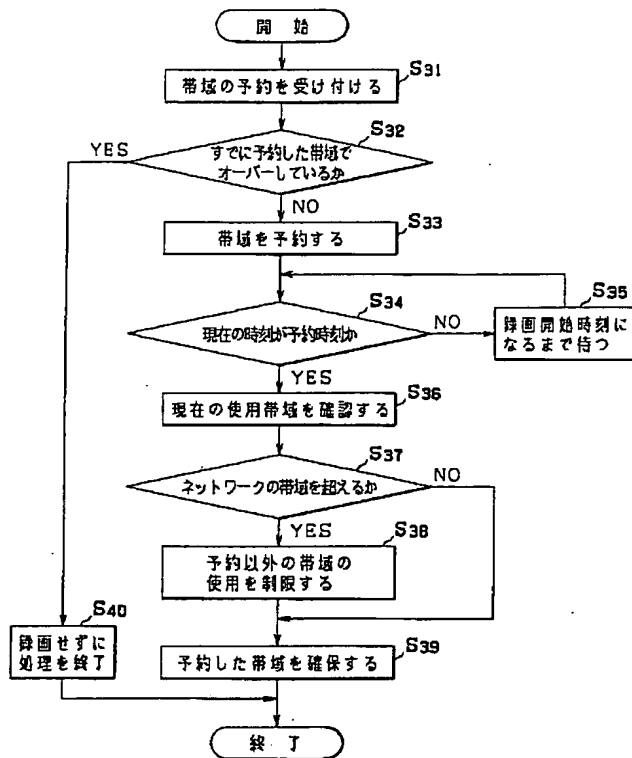 開始
帯域の予約を受け付ける
S31
すでに予約した帯域で
オーバーしているか
S32
YES
NO
帯域を予約する
S33
現在の時刻が予約時刻か
S34
NO
録画開始時刻に
なるまで待つ
S35
YES
現在の使用帯域を確認する
S36
ネットワークの帯域を超えるか
S37
NO
YES
予約以外の帯域の
使用を制限する
S38
録画せずに
処理を終了
S40
予約した帯域を確保する
S39
終了